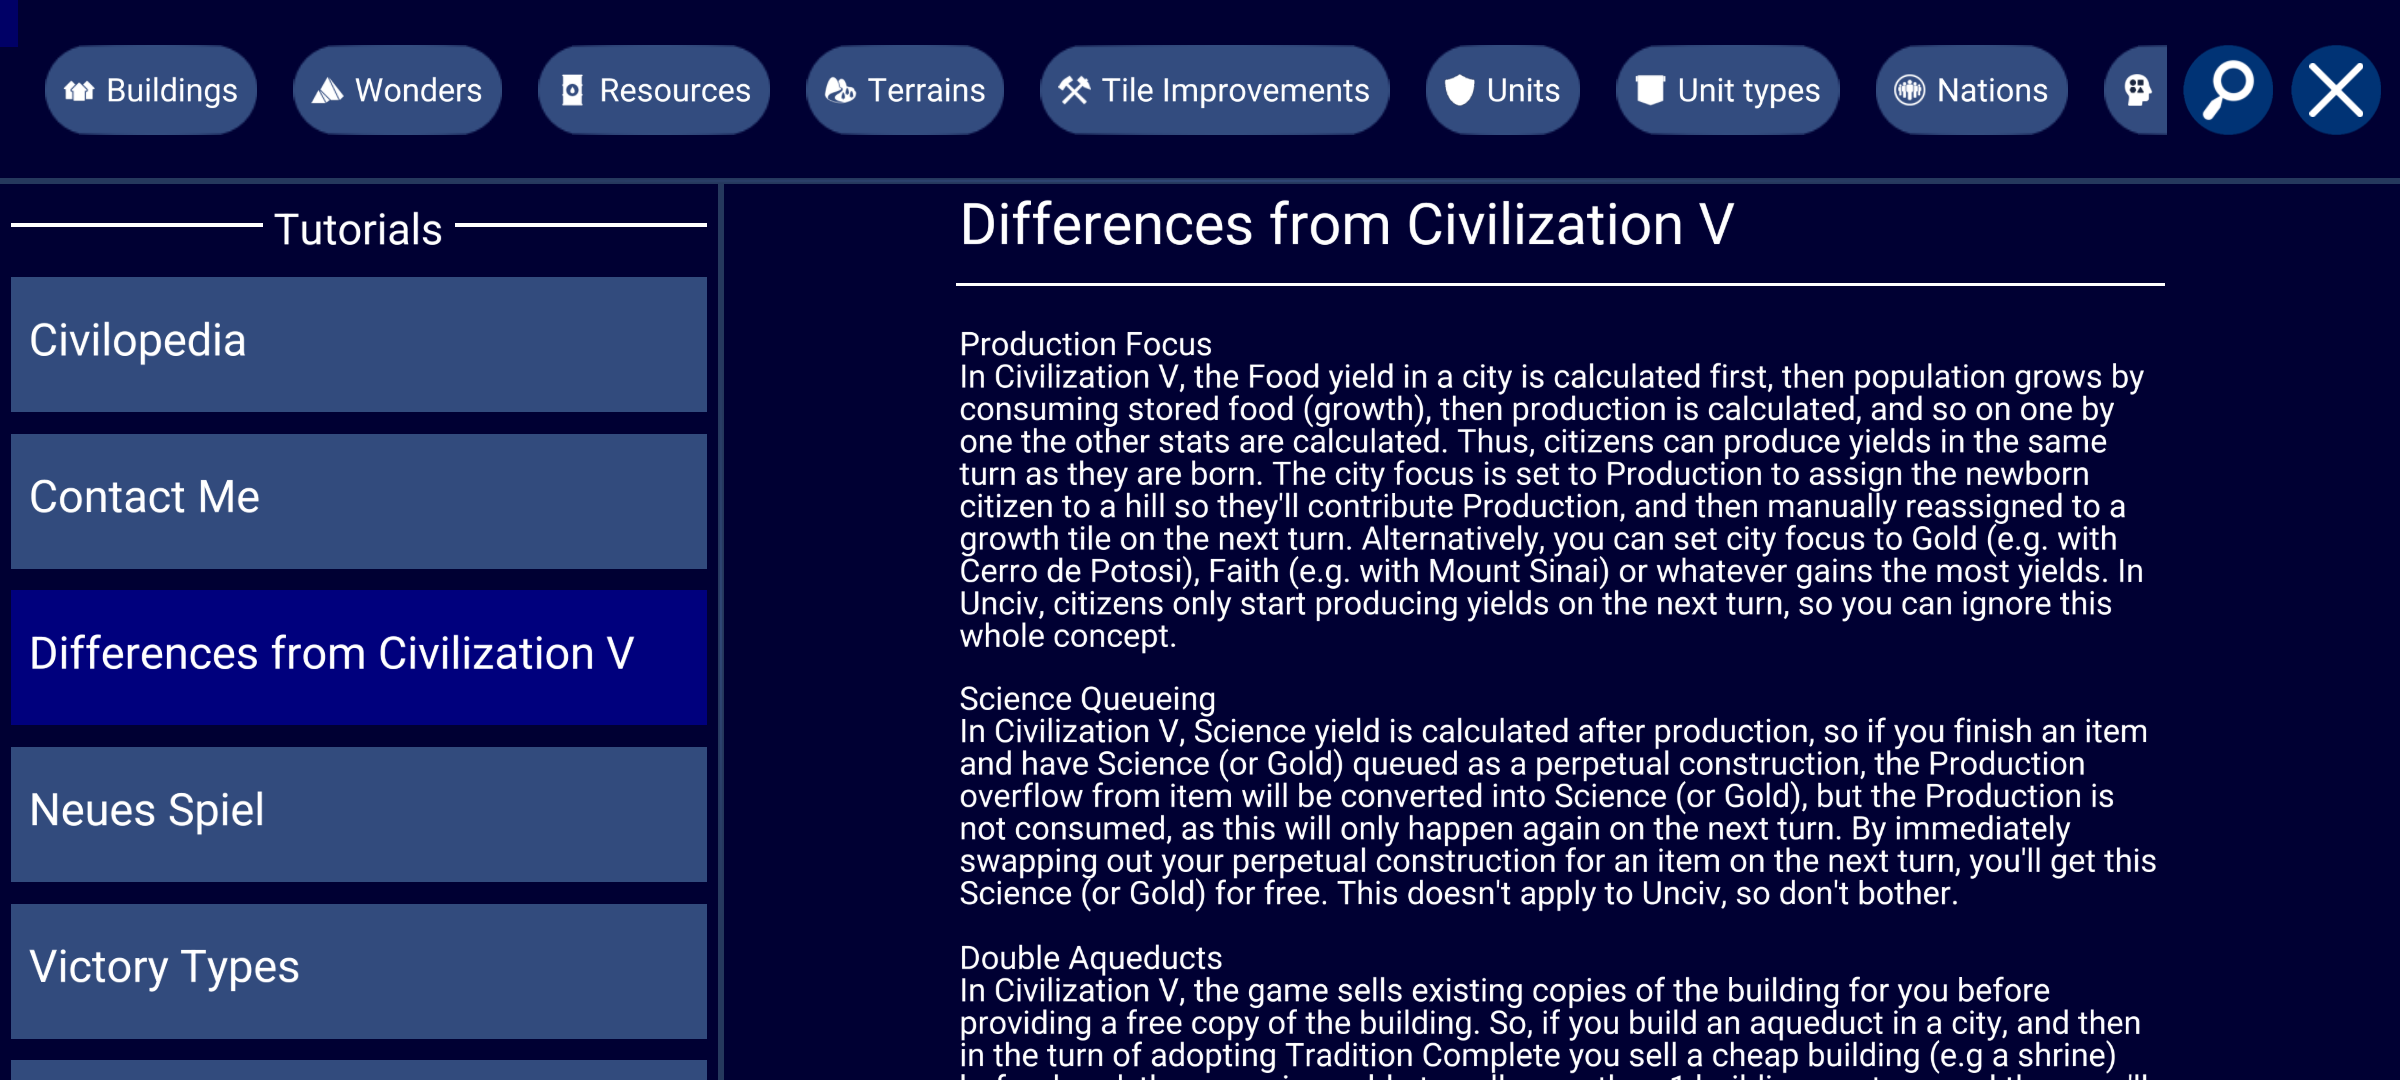 Buildings
Wonders
Resources
Terrains
Tile Improvements
Units
Unit types
Nations
Tutorials
Civilopedia
Contact Me
Differences from Civilization V
Neues Spiel
Victory Types
Differences from Civilization V
Production Focus
In Civilization V, the Food yield in a city is calculated first, then population grows by
consuming stored food (growth), then production is calculated, and so on one by
one the other stats are calculated. Thus, citizens can produce yields in the same
turn as they are born. The city focus is set to Production to assign the newborn
citizen to a hill so they'll contribute Production, and then manually reassigned to a
growth tile on the next turn. Alternatively, you can set city focus to Gold (e.g. with
Cerro de Potosi), Faith (e.g. with Mount Sinai) or whatever gains the most yields. In
Unciv, citizens only start producing yields on the next turn, so you can ignore this
whole concept.
Science Queueing
In Civilization V, Science yield is calculated after production, so if you finish an item
and have Science (or Gold) queued as a perpetual construction, the Production
overflow from item will be converted into Science (or Gold), but the Production is
not consumed, as this will only happen again on the next turn. By immediately
swapping out your perpetual construction for an item on the next turn, you'll get this
Science (or Gold) for free. This doesn't apply to Unciv, so don't bother.
Double Aqueducts
In Civilization V, the game sells existing copies of the building for you before
providing a free copy of the building. So, if you build an aqueduct in a city, and then
in the turn of adopting Tradition Complete you sell a cheap building (e.g a shrine)